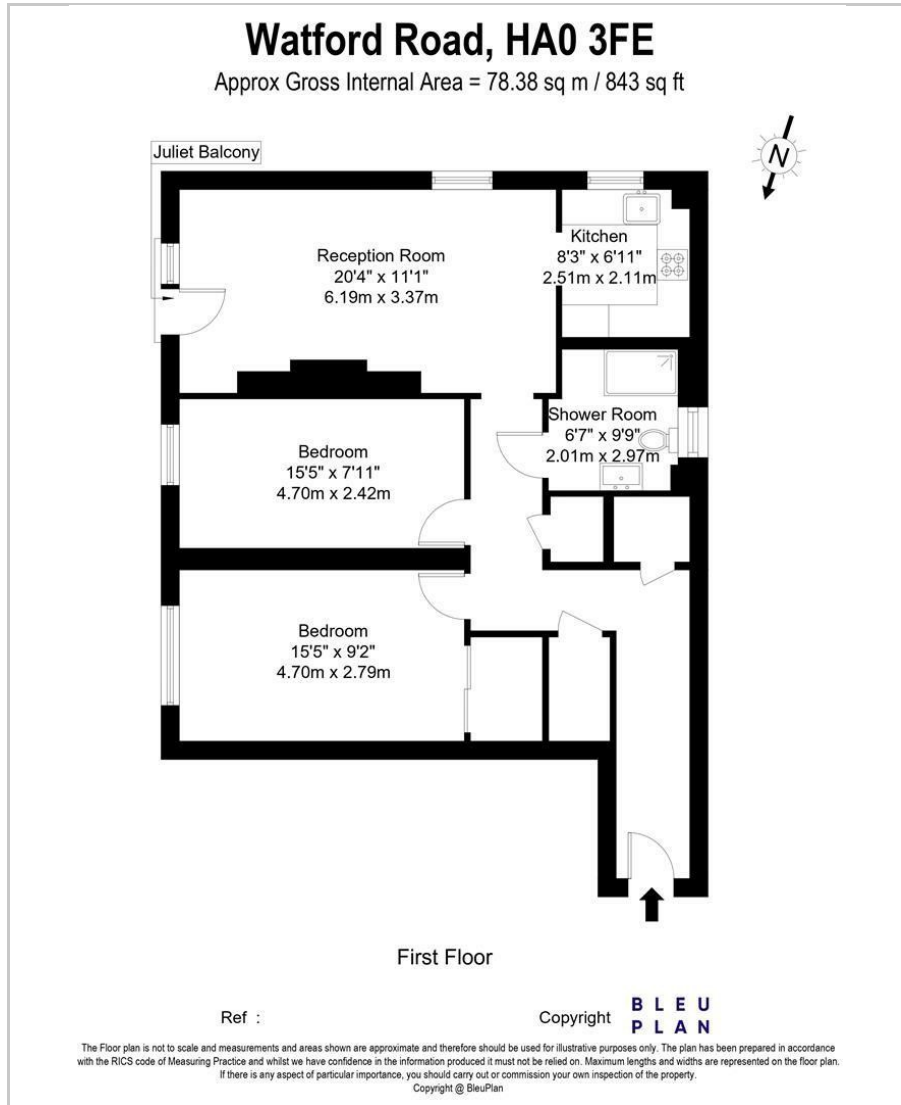 Watford Road, HA0 3FE
Approx Gross Internal Area = 78.38 sq m / 843 sq ft
Juliet Balcony
N
Reception Room
20'4" x 11'1"
6.19m x 3.37m
Kitchen
8'3" x 6'11"
2.51m x 2.11m
Shower Room
6'7" x 9'9"
2.01m x 2.97m
Bedroom
15'5" x 7'11"
4.70m x 2.42m
Bedroom
15'5" x 9'2"
4.70m x 2.79m
First Floor
Ref :
Copyright
BLEU
PLAN
The Floor plan is not to scale and measurements and areas shown are approximate and therefore should be used for illustrative purposes only. The plan has been prepared in accordance
with the RICS code of Measuring Practice and whilst we have confidence in the information produced it must not be relied on. Maximum lengths and widths are represented on the floor plan.
If there is any aspect of particular importance, you should carry out or commission your own inspection of the property.
Copyright @ BleuPlan